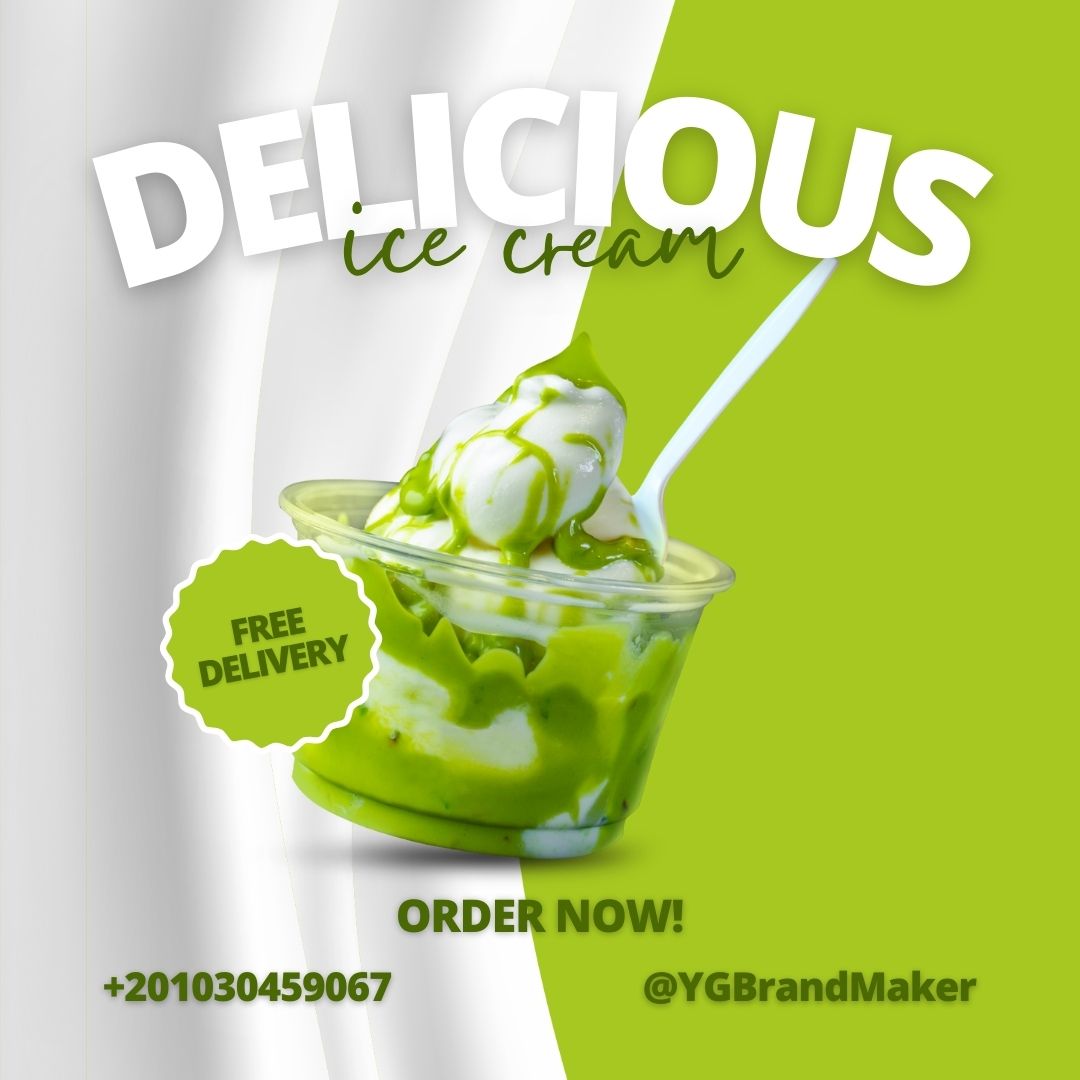 DELICIOUS
ice cream
FREE
DELIVERY
ORDER NOW!
+201030459067
@YGBrandMaker